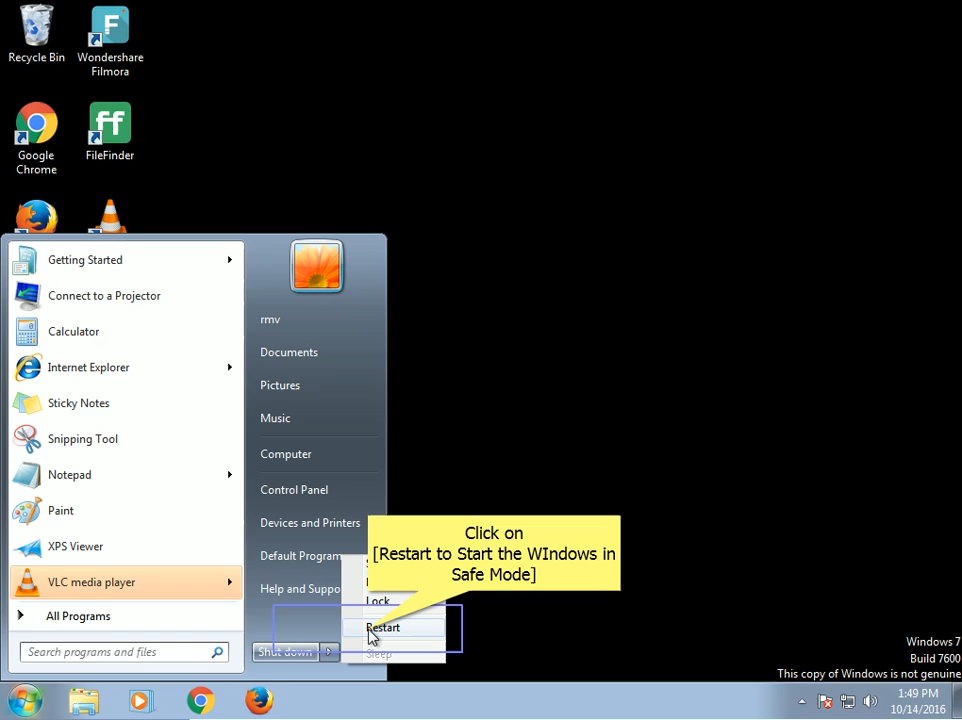 Recycle Bin
Wondershare
Filmora
Google
Chrome
FileFinder
Getting Started
Connect to a Projector
Calculator
Internet Explorer
Sticky Notes
Snipping Tool
Notepad
Paint
XPS Viewer
VLC media player
All Programs
Search programs and files
rmv
Documents
Pictures
Music
Computer
Control Panel
Devices and Printers
Default Program
Help and Suppo
Shut down
Click on
[Restart to Start the WIndows in
Safe Mode]
Lock
Restart
Sleep
Windows 7
Build 7600
This copy of Windows is not genuine
1:49 PM
10/14/2016